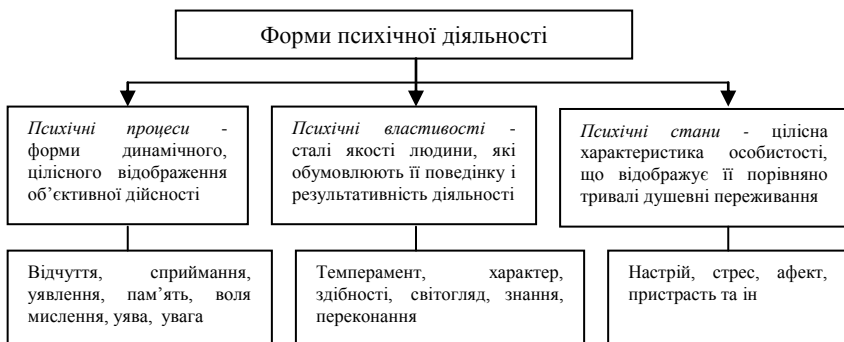 Форми психічної діяльності
Психічні процеси -
форми динамічного,
цілісного відображення
об’єктивної дійсності
Психічні властивості -
сталі якості людини, які
обумовлюють її поведінку і
результативність діяльності
Психічні стани - цілісна
характеристика особистості,
що відображує її порівняно
тривалі душевні переживання
Відчуття, сприймання,
уявлення, пам’ять, воля
мислення, уява, увага
Темперамент, характер,
здібності, світогляд, знання,
переконання
Настрій, стрес, афект,
пристрасть та ін